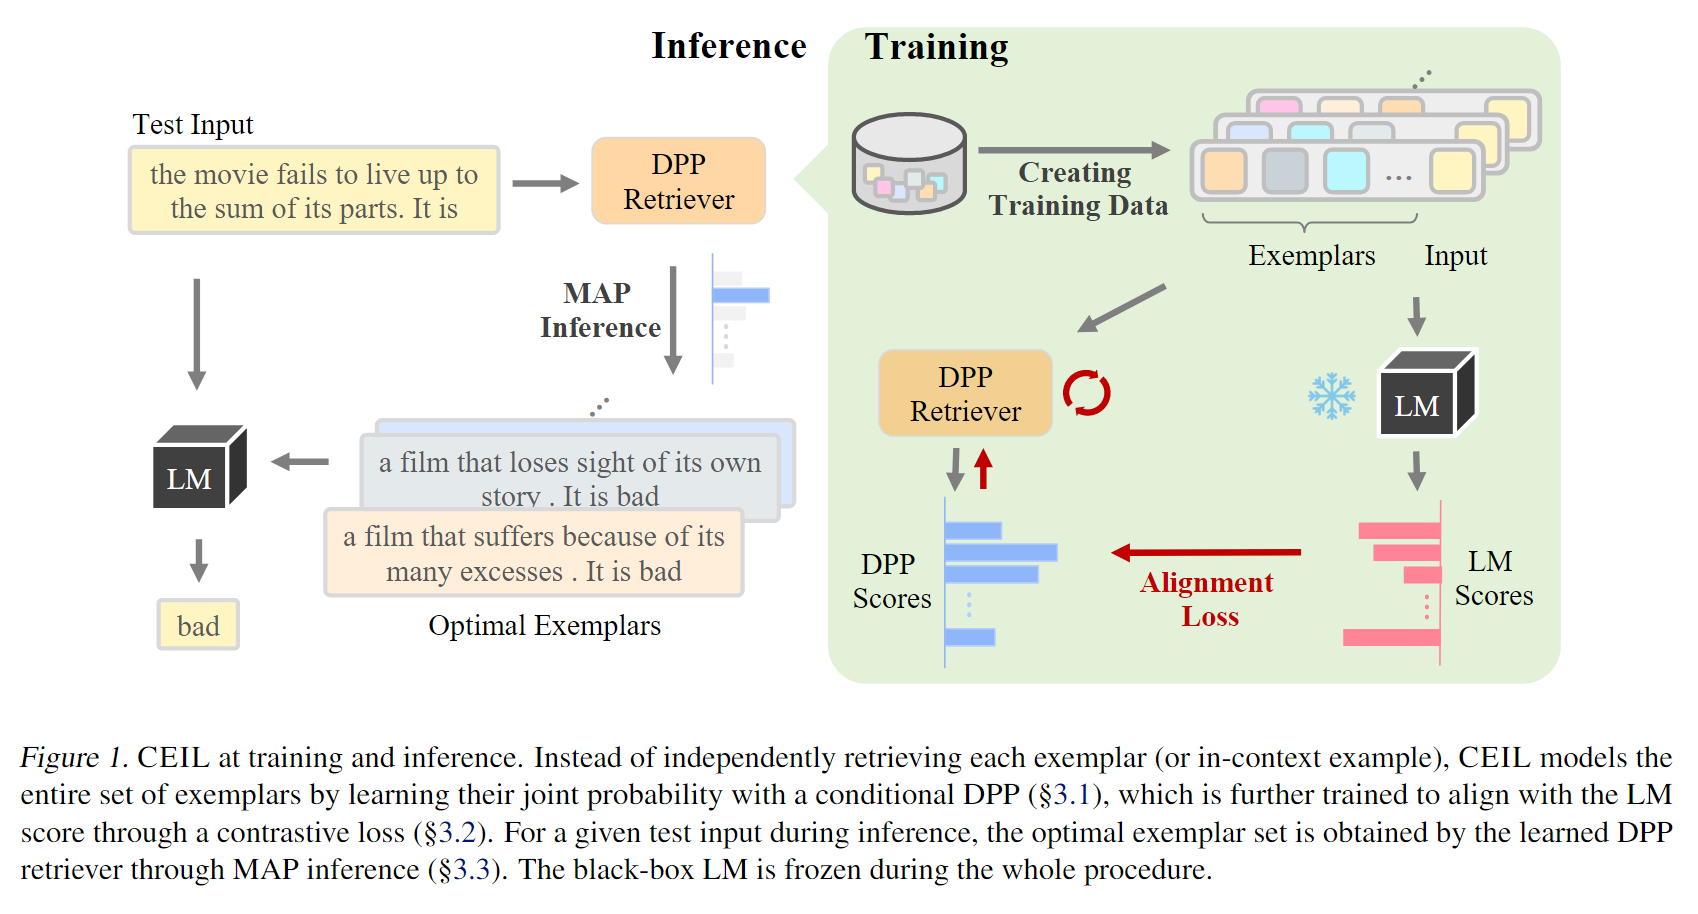 Inference
Training
Test Input
the movie fails to live up to
the sum of its parts. It is
DPP
Retriever
MAP
Inference
LM
a film that loses sight of its own
story . It is bad
a film that suffers because of its
many excesses . It is bad
Optimal Exemplars
bad
Creating
Training Data
...
Exemplars
Input
DPP
Retriever
LM
DPP
Scores
Alignment
Loss
LM
Scores
Figure 1. CEIL at training and inference. Instead of independently retrieving each exemplar (or in-context example), CEIL models the
entire set of exemplars by learning their joint probability with a conditional DPP (§3.1), which is further trained to align with the LM
score through a contrastive loss (§3.2). For a given test input during inference, the optimal exemplar set is obtained by the learned DPP
retriever through MAP inference (§3.3). The black-box LM is frozen during the whole procedure.